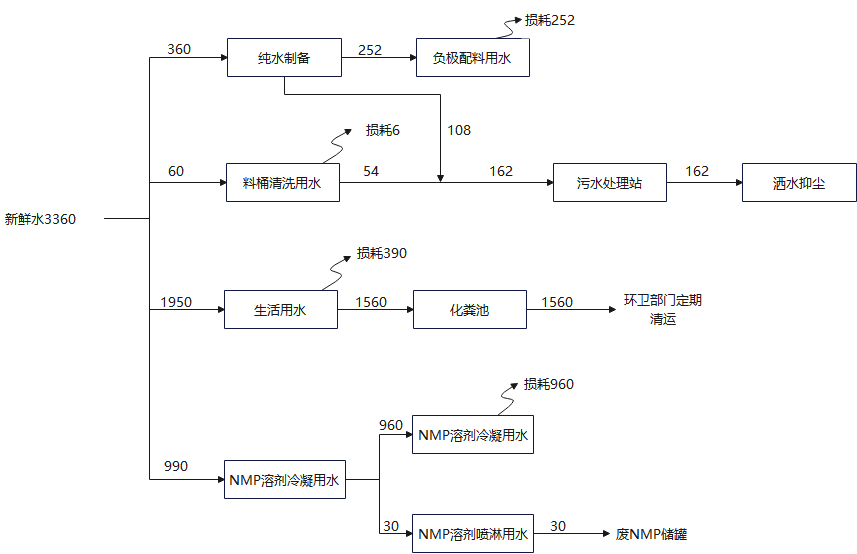 损耗252
360
纯水制备
252
负极配料用水
108
损耗6
60
料桶清洗用水
54
162
污水处理站
162
洒水抑尘
新鲜水3360
损耗390
1950
生活用水
1560
化粪池
1560
环卫部门定期
清运
损耗960
960
NMP溶剂冷凝用水
990
NMP溶剂冷凝用水
30
NMP溶剂喷淋用水
30
废NMP储罐